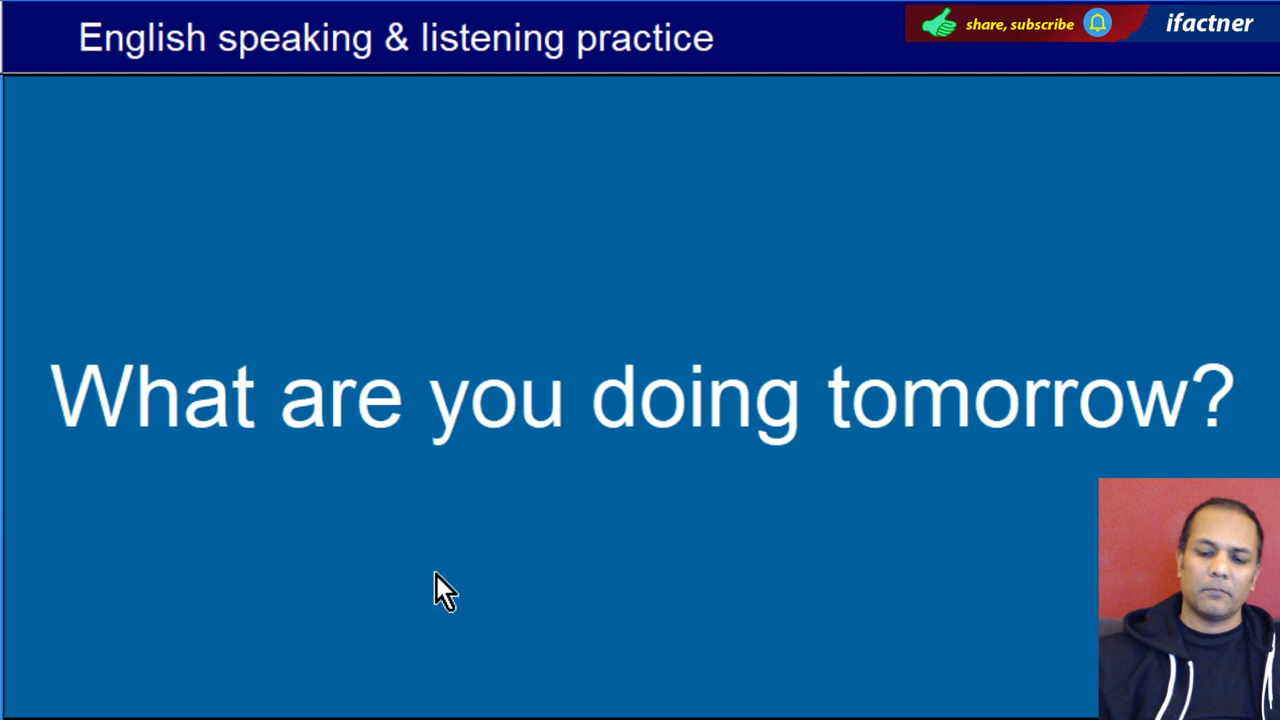 English speaking & listening practice
share, subscribe
ifactner
What are you doing tomorrow?